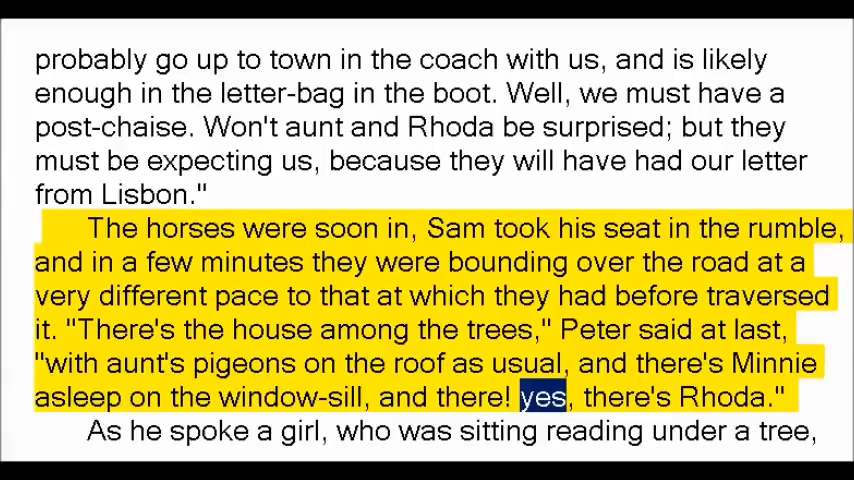 probably go up to town in the coach with us, and is likely
enough in the letter-bag in the boot. Well, we must have a
post-chaise. Won't aunt and Rhoda be surprised; but they
must be expecting us, because they will have had our letter
from Lisbon."
The horses were soon in, Sam took his seat in the rumble,
and in a few minutes they were bounding over the road at a
very different pace to that at which they had before traversed
it. "There's the house among the trees," Peter said at last,
"with aunt's pigeons on the roof as usual, and there's Minnie
asleep on the window-sill, and there! yes, there's Rhoda."
As he spoke a girl, who was sitting reading under a tree,